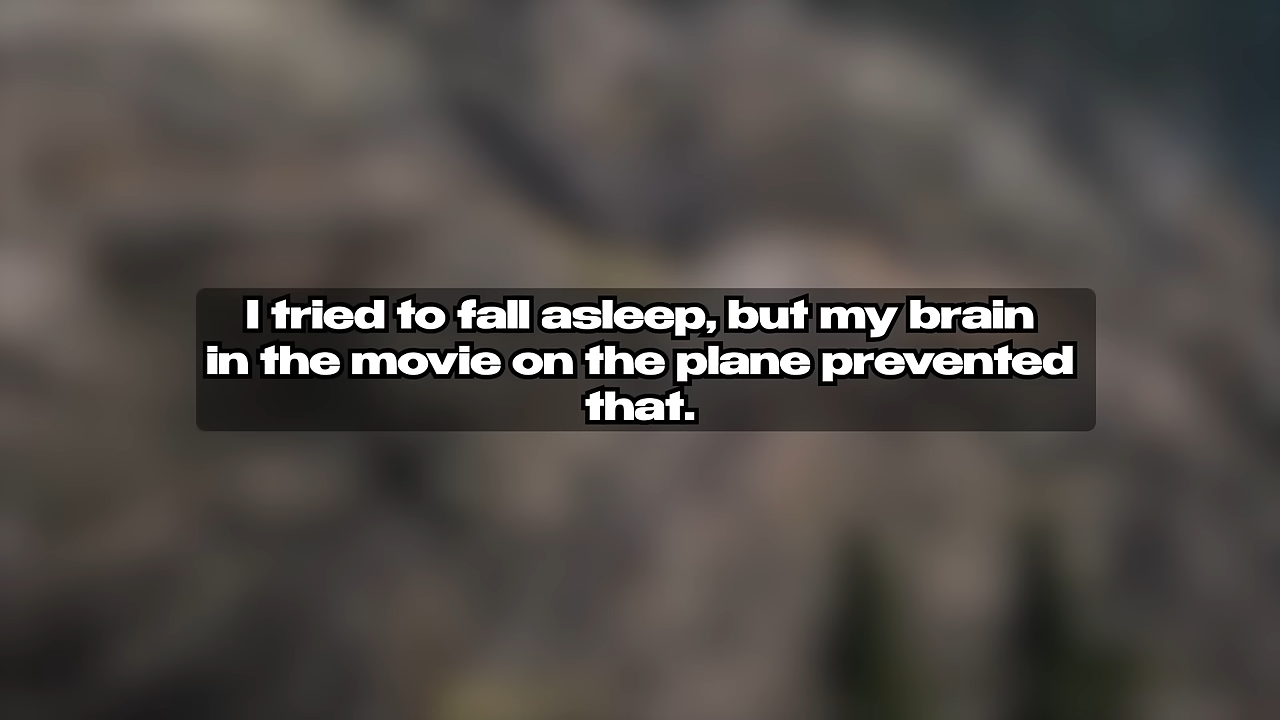 I tried to fall asleep, but my brain
in the movie on the plane prevented
that.